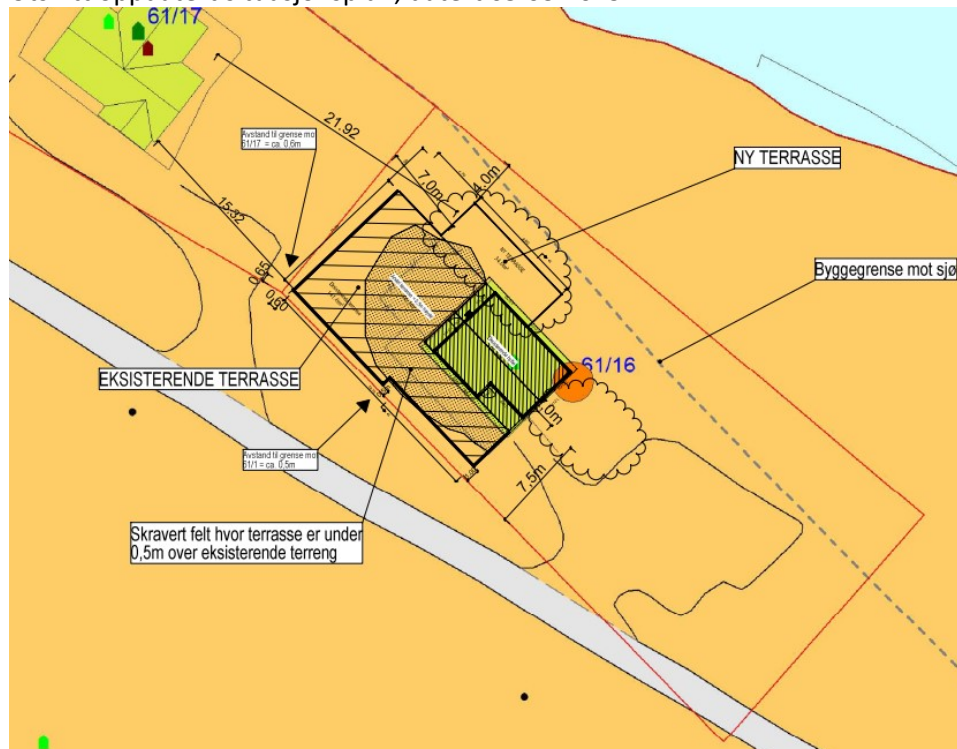 61/17
21,92
Avstand til grense mot
61/17 = ca. 0,6m
7,0m
4,0m
NY TERRASSE
15,32
Byggegrense mot sjø
0,65
0,60
EKSISTERENDE TERRASSE
61/16
Avstand til grense mot
61/1 = ca. 0,5m
7,5m
Skravert felt hvor terrasse er under
0,5m over eksisterende terreng